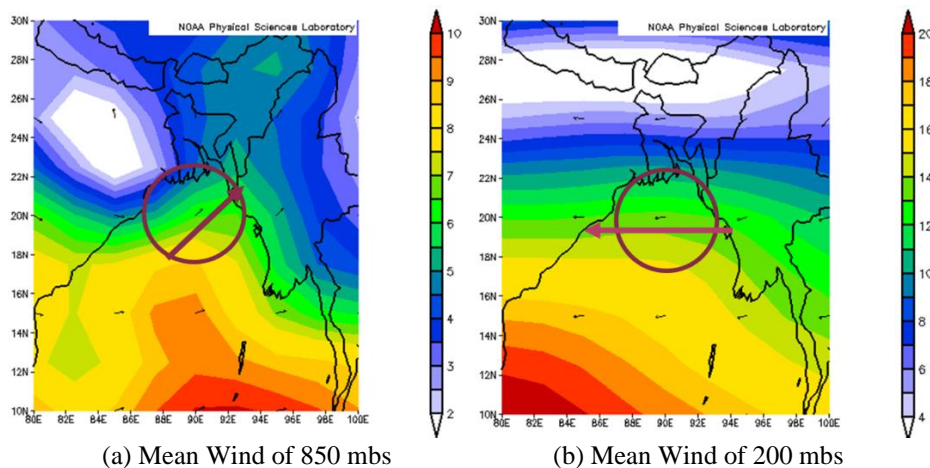 NOAA Physical Sciences Laboratory
30N
28N
26N
24N
22N
20N
18N
16N
14N
12N
10N
80E 82E 84E 86E 88E 90E 92E 94E 96E 98E 100E
10
9
8
7
6
5
4
3
2
(a) Mean Wind of 850 mbs
NOAA Physical Sciences Laboratory
30N
28N
26N
24N
22N
20N
18N
16N
14N
12N
10N
80E 82E 84E 86E 88E 90E 92E 94E 96E 98E 100E
20
18
16
14
12
10
8
6
4
(b) Mean Wind of 200 mbs